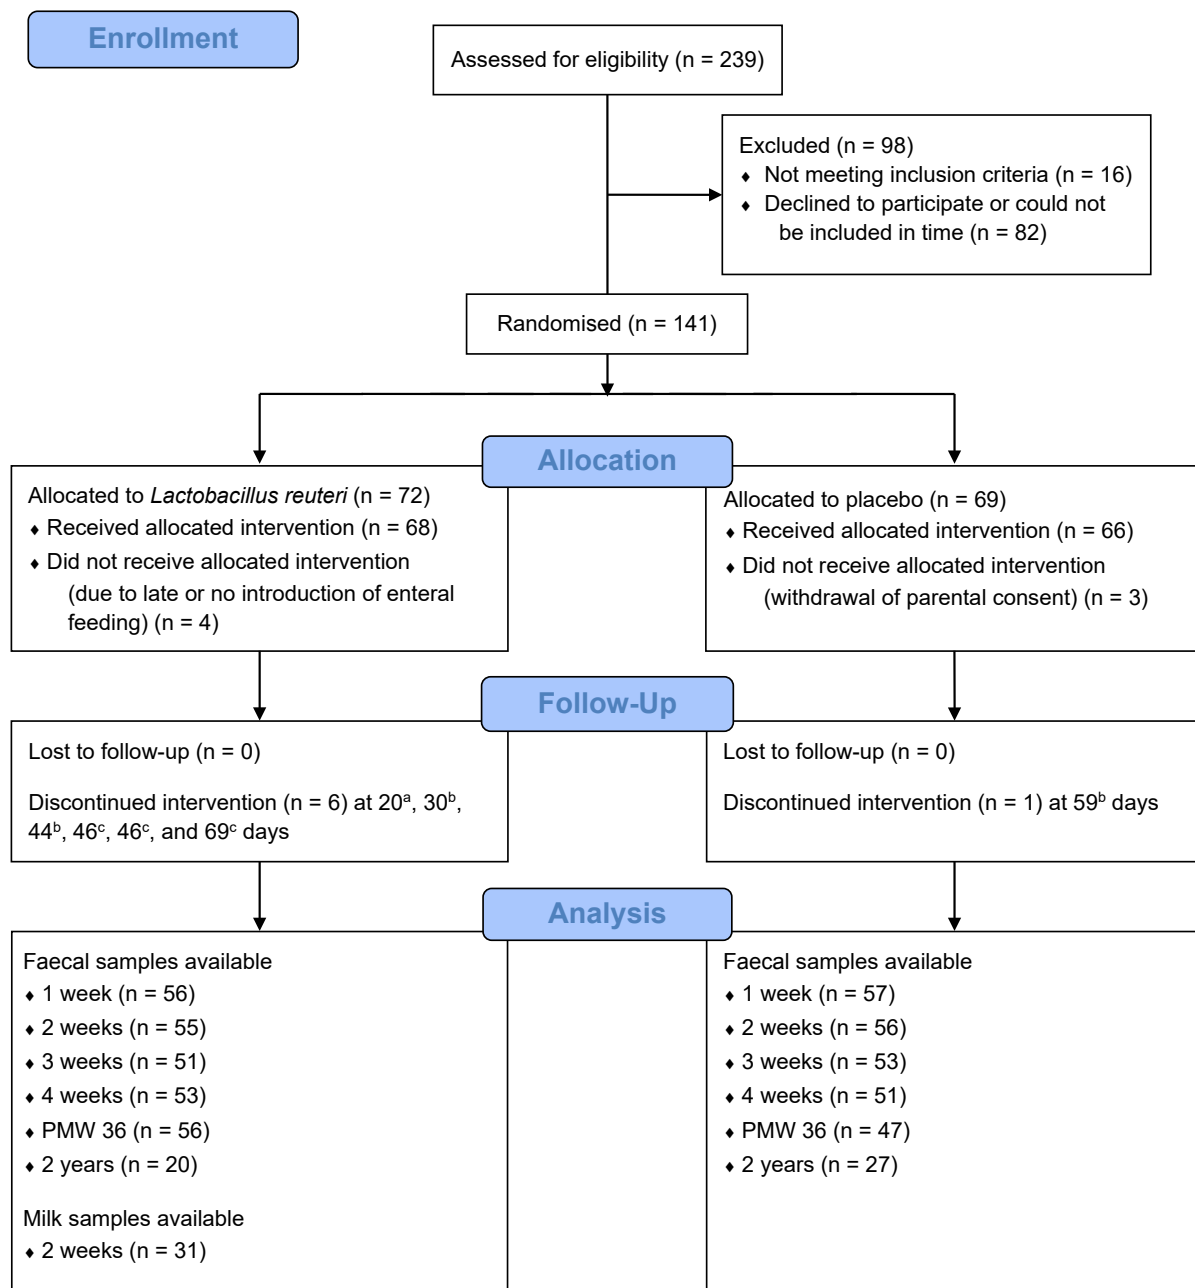 Enrollment
Assessed for eligibility (n = 239)
Excluded (n = 98)
♦ Not meeting inclusion criteria (n = 16)
♦ Declined to participate or could not
be included in time (n = 82)
Randomised (n = 141)
Allocation
Allocated to Lactobacillus reuteri (n = 72)
♦ Received allocated intervention (n = 68)
♦ Did not receive allocated intervention
(due to late or no introduction of enteral
feeding) (n = 4)
Allocated to placebo (n = 69)
♦ Received allocated intervention (n = 66)
♦ Did not receive allocated intervention
(withdrawal of parental consent) (n = 3)
Follow-Up
Lost to follow-up (n = 0)
Discontinued intervention (n = 6) at 20ᵃ, 30ᵇ,
44ᵇ, 46ᶜ, 46ᶜ, and 69ᶜ days
Lost to follow-up (n = 0)
Discontinued intervention (n = 1) at 59ᵇ days
Analysis
Faecal samples available
♦ 1 week (n = 56)
♦ 2 weeks (n = 55)
♦ 3 weeks (n = 51)
♦ 4 weeks (n = 53)
♦ PMW 36 (n = 56)
♦ 2 years (n = 20)
Milk samples available
♦ 2 weeks (n = 31)
Faecal samples available
♦ 1 week (n = 57)
♦ 2 weeks (n = 56)
♦ 3 weeks (n = 53)
♦ 4 weeks (n = 51)
♦ PMW 36 (n = 47)
♦ 2 years (n = 27)